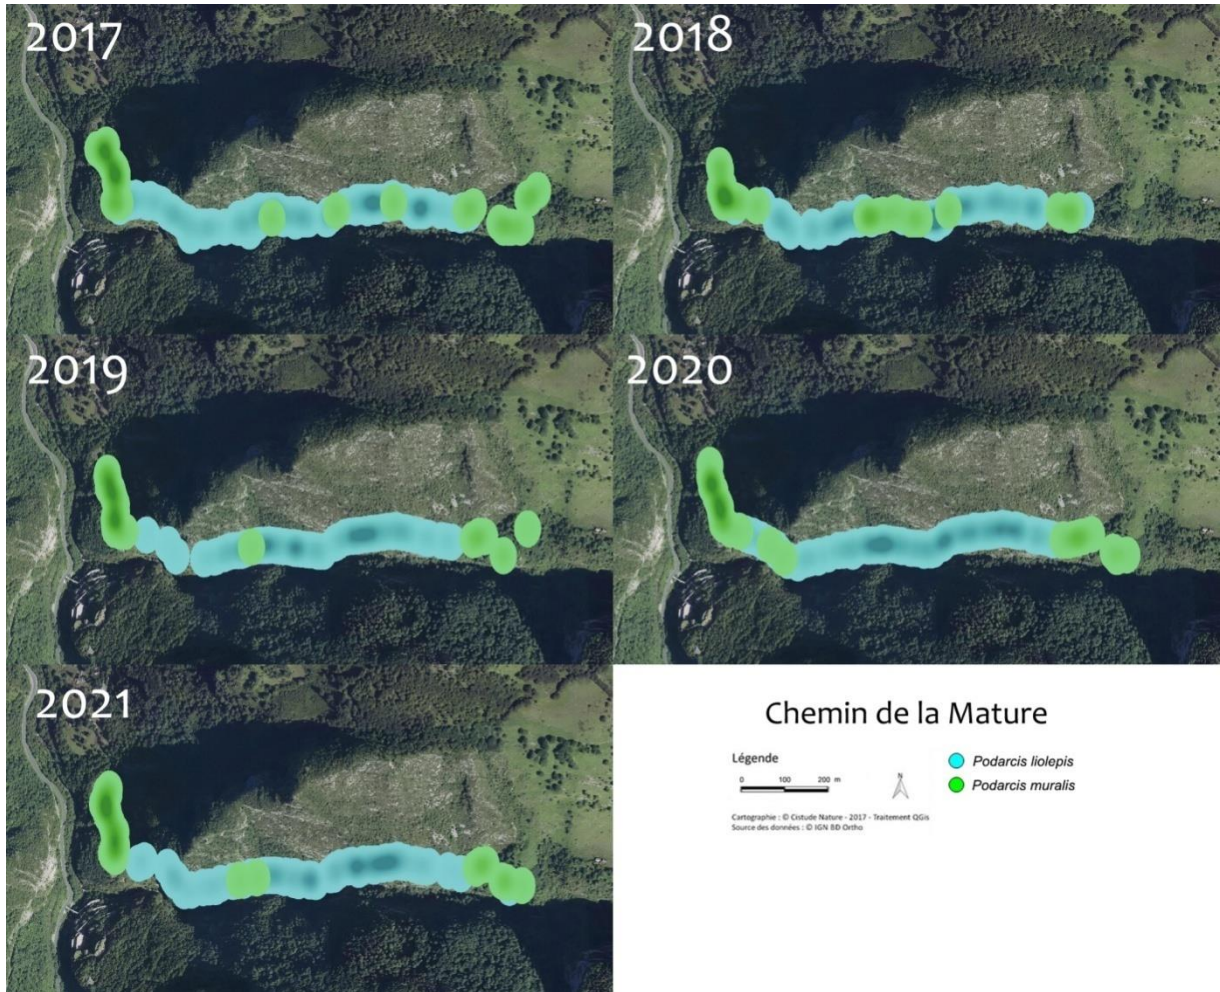 2017
2018
2019
2020
2021
Chemin de la Mature
Légende
0 100 200 m
N
Podarcis liolepis
Podarcis muralis
Cartographie : © Cistude Nature - 2017 - Traitement QGis
Source des données : © IGN BD Ortho